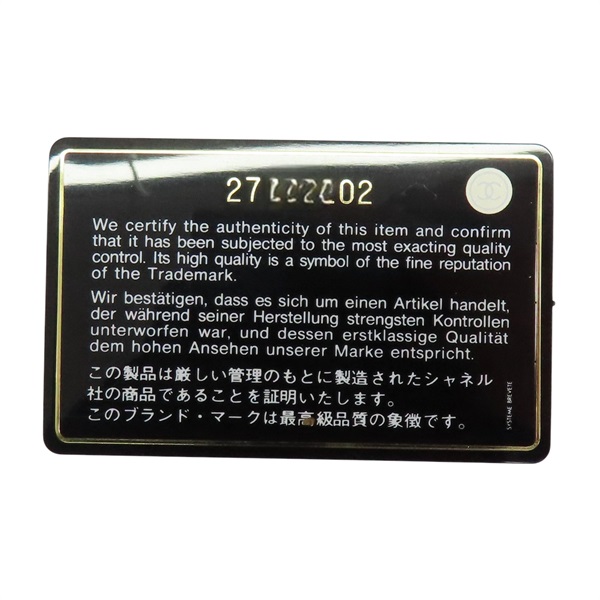 We certify the authenticity of this item and confirm
that it has been subjected to the most exacting quality
control. Its high quality is a symbol of the fine reputation
of the Trademark.
Wir bestätigen, dass es sich um einen Artikel handelt,
der während seiner Herstellung strengsten Kontrollen
unterworfen war, und dessen erstklassige Qualität
dem hohen Ansehen unserer Marke entspricht.
この製品は厳しい管理のもとに製造されたシャネル
社の商品であることを証明いたします。
このブランド・マークは最高級品質の象徴です。
SYSTEME BREVETE